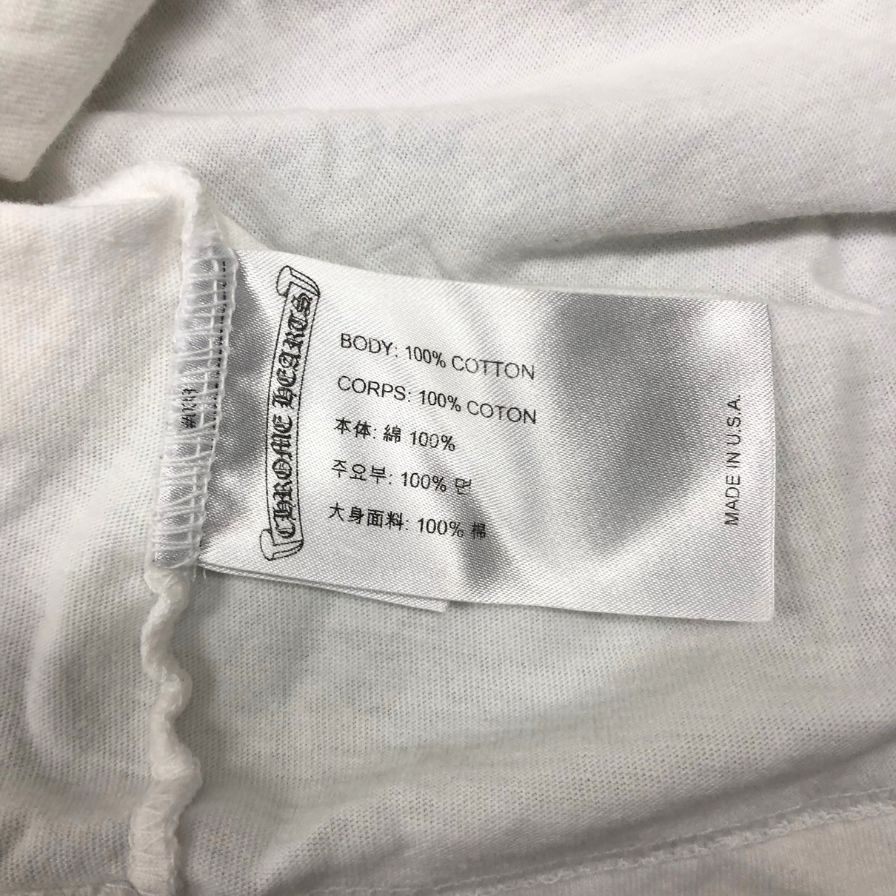 CHROME HEARTS
BODY: 100% COTTON
CORPS: 100% COTON
本体: 綿 100%
주요부: 100% 면
大身面料: 100% 棉
MADE IN U.S.A.